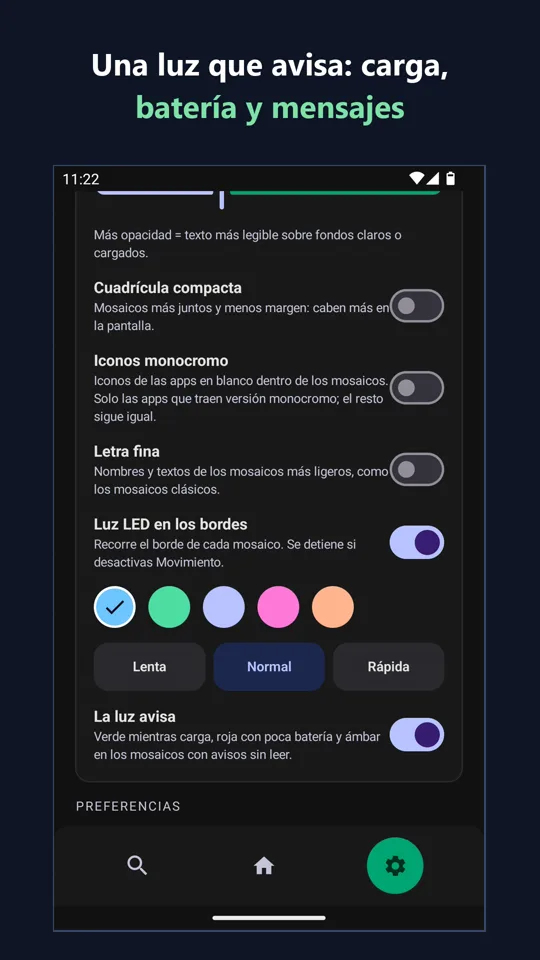 Una luz que avisa: carga,
batería y mensajes
11:22
Más opacidad = texto más legible sobre fondos claros o
cargados.
Cuadrícula compacta
Mosaicos más juntos y menos margen: caben más en
la pantalla.
Iconos monocromo
Iconos de las apps en blanco dentro de los mosaicos.
Solo las apps que traen versión monocromo; el resto
sigue igual.
Letra fina
Nombres y textos de los mosaicos más ligeros, como
los mosaicos clásicos.
Luz LED en los bordes
Recorre el borde de cada mosaico. Se detiene si
desactivas Movimiento.
Lenta
Normal
Rápida
La luz avisa
Verde mientras carga, roja con poca batería y ámbar
en los mosaicos con avisos sin leer.
PREFERENCIAS